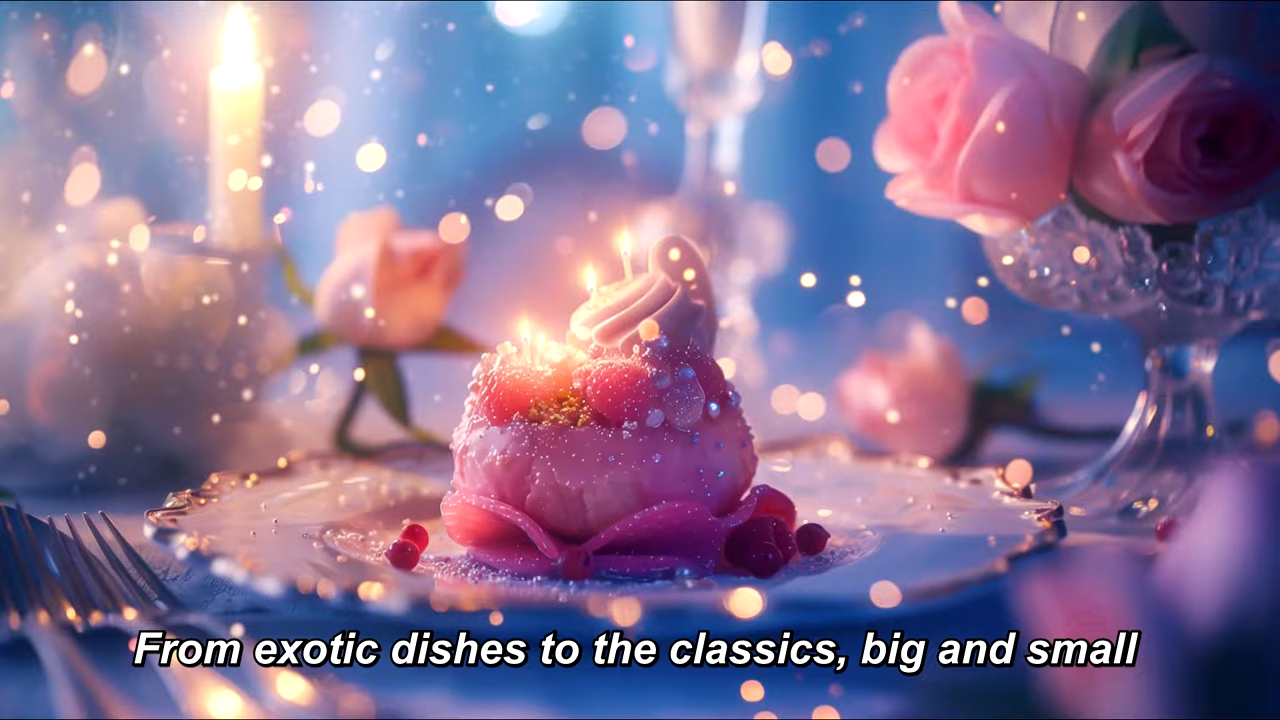 From exotic dishes to the classics, big and small